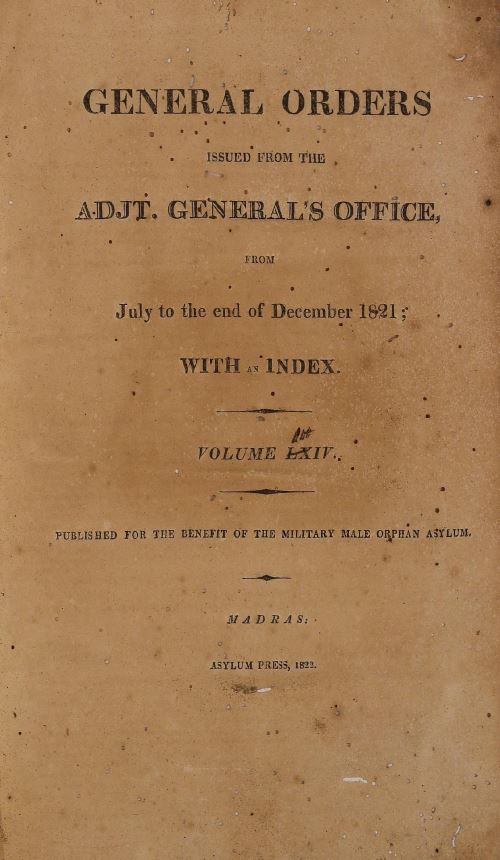 GENERAL ORDERS
ISSUED FROM THE
ADJT. GENERAL'S OFFICE,
FROM
July to the end of December 1821;
WITH AN INDEX.
VOLUME LXIV.
PUBLISHED FOR THE BENEFIT OF THE MILITARY MALE ORPHAN ASYLUM.
MADRAS:
ASYLUM PRESS, 1822.